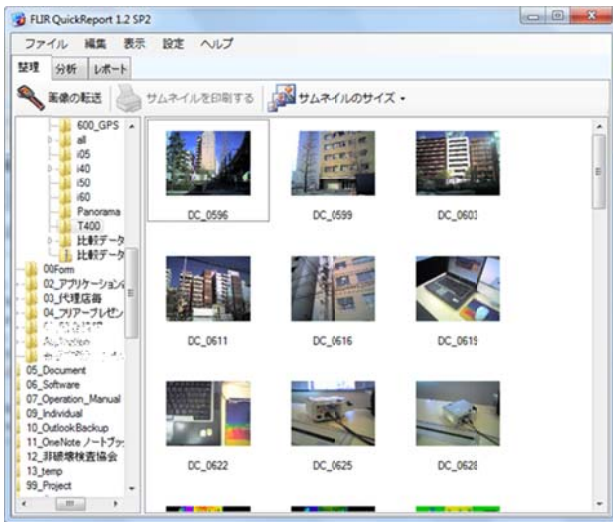 FLIR QuickReport 1.2 SP2
ファイル 編集 表示 設定 ヘルプ
整理 分析 レポート
画像の転送 サムネイルを印刷する サムネイルのサイズ
600_GPS
all
i05
i40
i50
i60
Panorama
T400
比較データ
比較データ
00Form
02_アプリケーション
03_代理店毎
04_フリアープレゼン
05_Document
06_Software
07_Operation_Manual
09_Individual
10_OutlookBackup
11_OneNote ノートブッ
12_非破壊検査協会
13_temp
99_Project
DC_0596 DC_0599 DC_0603
DC_0611 DC_0616 DC_0619
DC_0622 DC_0625 DC_0628